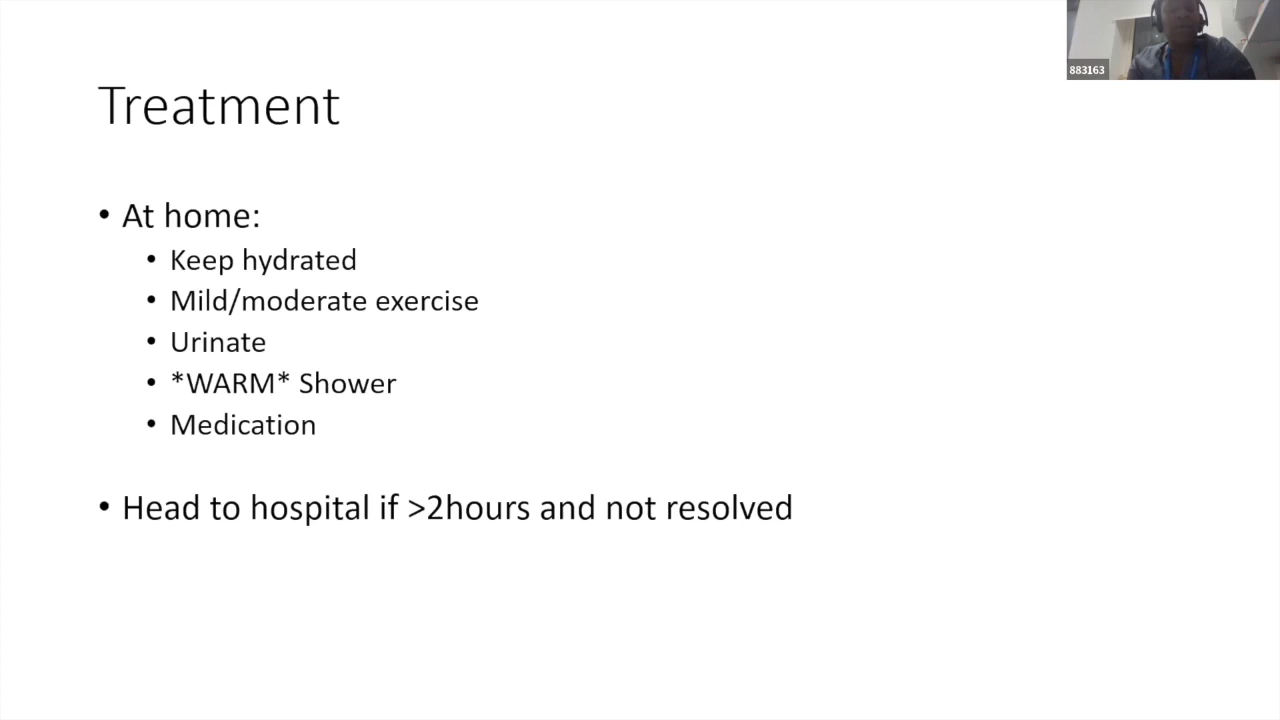 883163
Treatment
• At home:
• Keep hydrated
• Mild/moderate exercise
• Urinate
• *WARM* Shower
• Medication
• Head to hospital if >2hours and not resolved